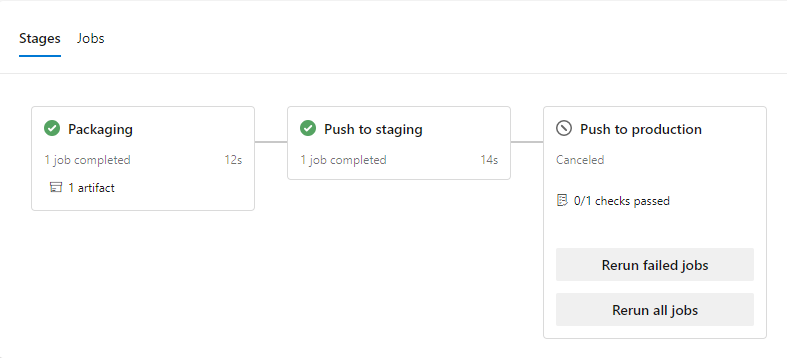 Stages Jobs
Packaging
1 job completed 12s
1 artifact
Push to staging
1 job completed 14s
Push to production
Canceled
0/1 checks passed
Rerun failed jobs
Rerun all jobs